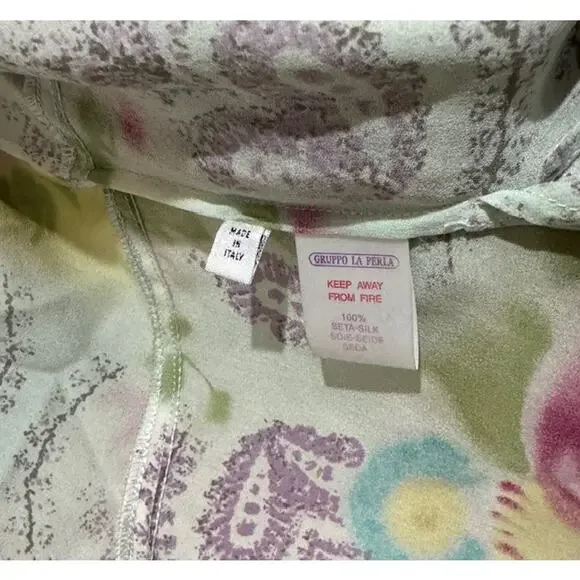 MADE
IN
ITALY
GRUPPO LA PERLA
KEEP AWAY
FROM FIRE
100%
SETA-SILK
SOIE-SEIDE
SEDA